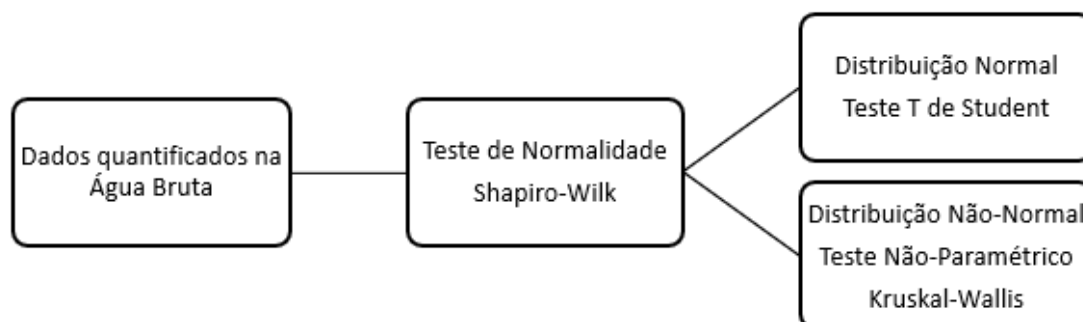 Dados quantificados na
Água Bruta
Teste de Normalidade
Shapiro-Wilk
Distribuição Normal
Teste T de Student
Distribuição Não-Normal
Teste Não-Paramétrico
Kruskal-Wallis